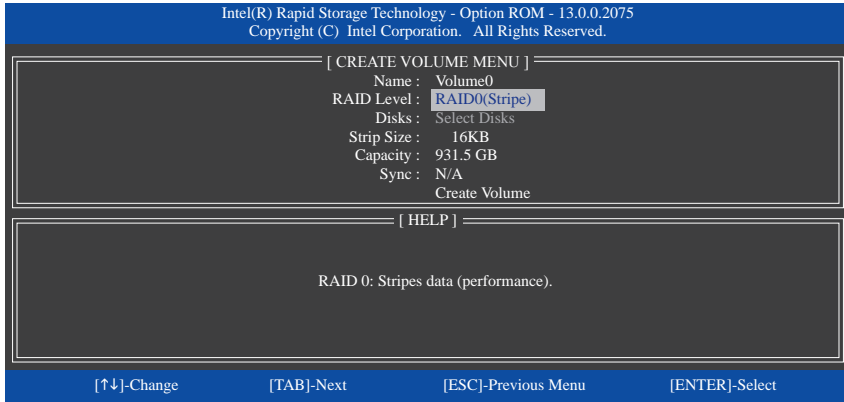 Intel(R) Rapid Storage Technology - Option ROM - 13.0.0.2075
Copyright (C) Intel Corporation. All Rights Reserved.
[ CREATE VOLUME MENU ]
Name : Volume0
RAID Level : RAID0(Stripe)
Disks : Select Disks
Strip Size : 16KB
Capacity : 931.5 GB
Sync : N/A
Create Volume
[ HELP ]
RAID 0: Stripes data (performance).
[↑↓]-Change [TAB]-Next [ESC]-Previous Menu [ENTER]-Select